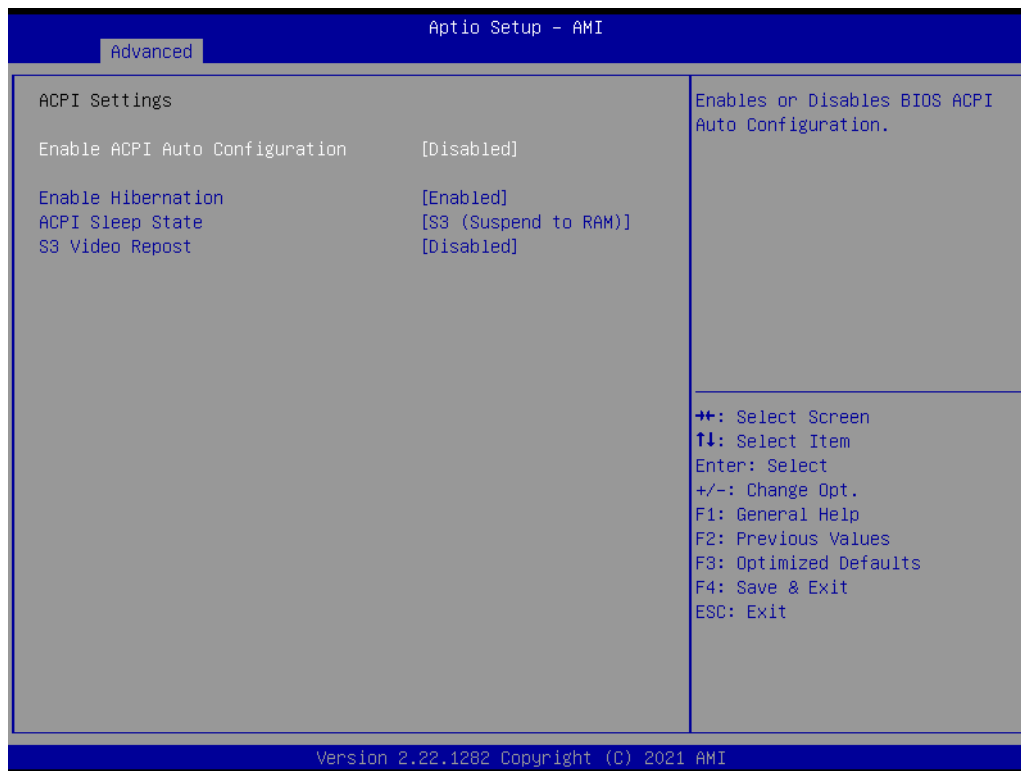 Aptio Setup – AMI
Advanced
ACPI Settings
Enable ACPI Auto Configuration [Disabled]
Enable Hibernation [Enabled]
ACPI Sleep State [S3 (Suspend to RAM)]
S3 Video Repost [Disabled]
Enables or Disables BIOS ACPI
Auto Configuration.
→←: Select Screen
↑↓: Select Item
Enter: Select
+/-: Change Opt.
F1: General Help
F2: Previous Values
F3: Optimized Defaults
F4: Save & Exit
ESC: Exit
Version 2.22.1282 Copyright (C) 2021 AMI